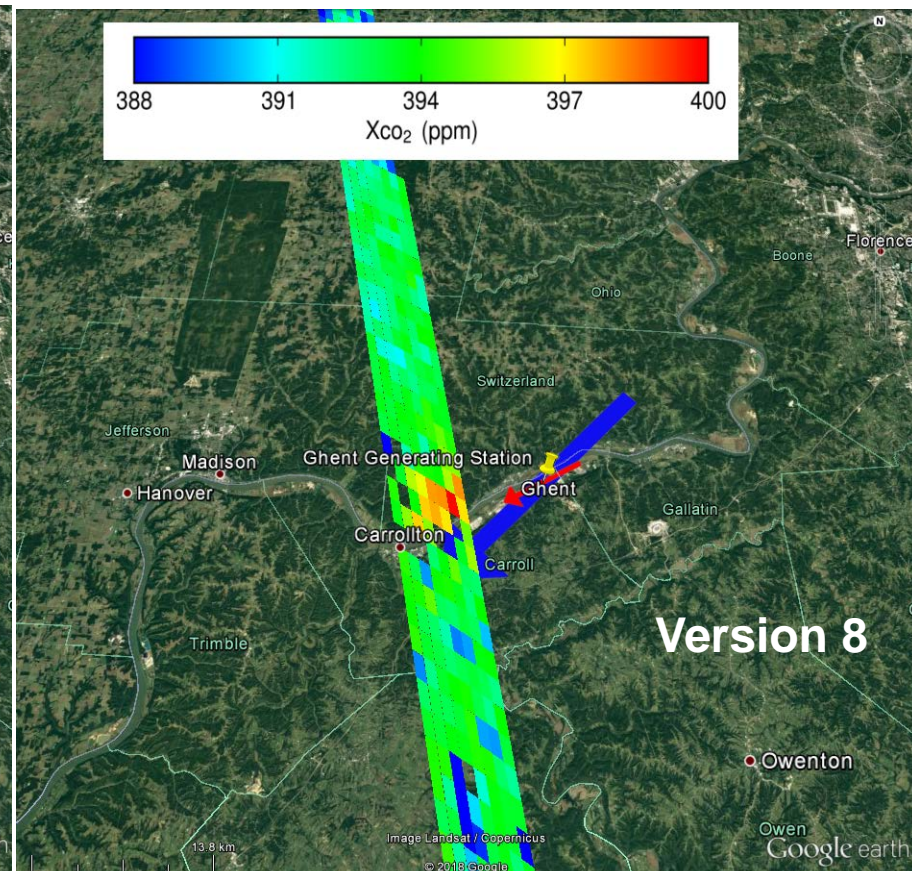 388 391 394 397 400
Xco₂ (ppm)
N
Florence
Boone
Ohio
Switzerland
Jefferson
Madison
Ghent Generating Station
Hanover
Ghent
Gallatin
Carrollton
Carroll
Trimble
Version 8
Owenton
Owen
Image Landsat / Copernicus
13.8 km
Google earth
© 2018 Google